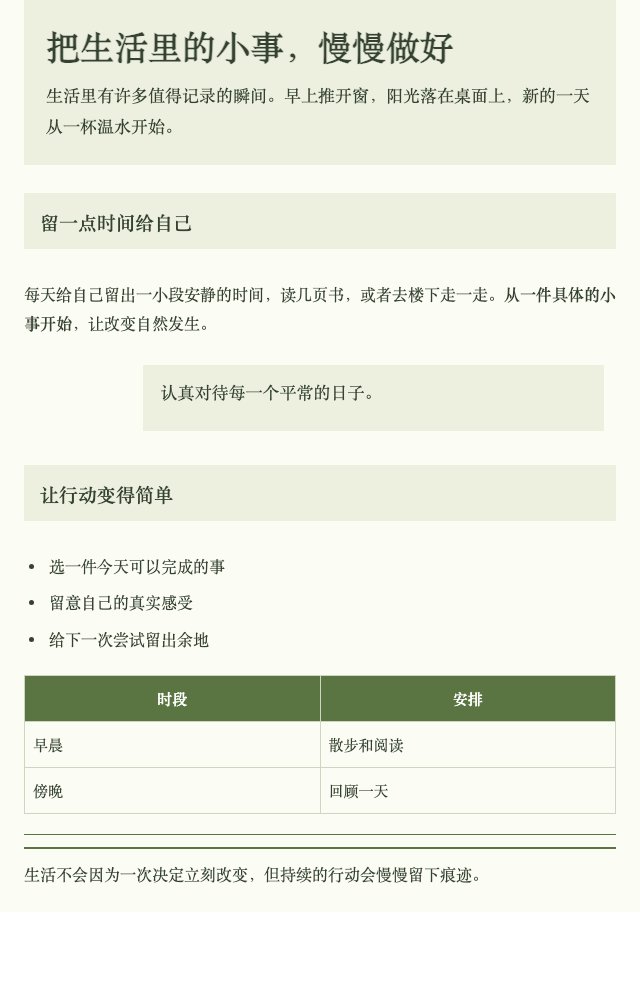 把生活里的小事，慢慢做好
生活里有许多值得记录的瞬间。早上推开窗，阳光落在桌面上，新的一天
从一杯温水开始。
留一点时间给自己
每天给自己留出一小段安静的时间，读几页书，或者去楼下走一走。从一件具体的小
事开始，让改变自然发生。
认真对待每一个平常的日子。
让行动变得简单
• 选一件今天可以完成的事
• 留意自己的真实感受
• 给下一次尝试留出余地
时段 安排
早晨 散步和阅读
傍晚 回顾一天
生活不会因为一次决定立刻改变，但持续的行动会慢慢留下痕迹。